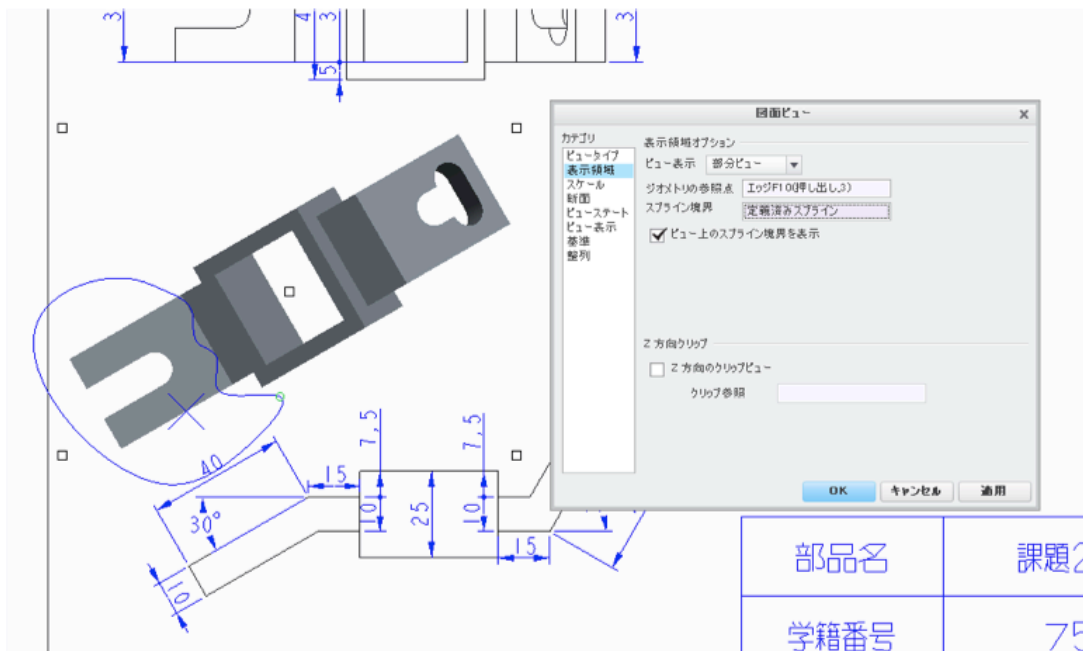 3
4
3
5
3
図面ビュー
カテゴリ
ビュータイプ
表示領域
スケール
断面
ビューステート
ビュー表示
基準
整列
表示領域オプション
ビュー表示 部分ビュー
ジオメトリの参照点 エッジF10(押し出し_3)
スプライン境界 定義済みスプライン
ビュー上のスプライン境界を表示
Z 方向クリップ
Z 方向のクリップビュー
クリップ参照
OK キャンセル 適用
40
15
7,5
7,5
30°
10
25
10
15
10
部品名 課題2
学籍番号 75